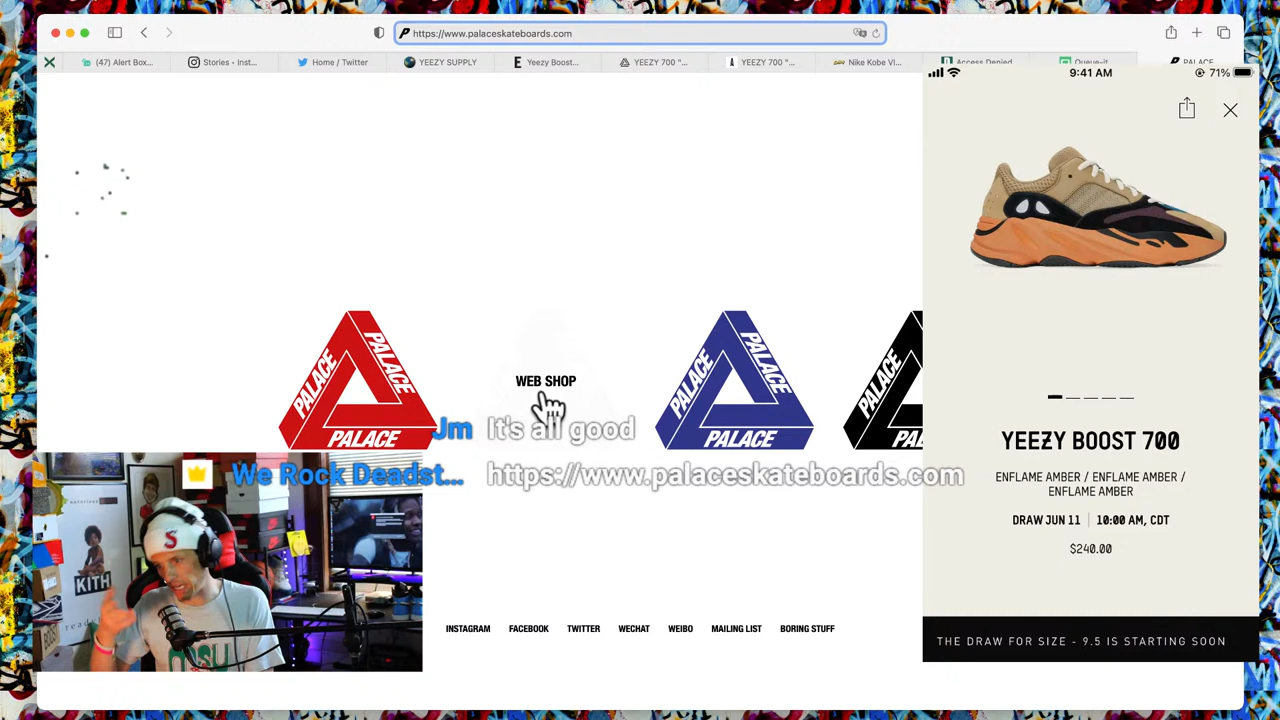 https://www.palaceskateboards.com
(47) Alert Box...
Stories • Inst...
Home / Twitter
YEEZY SUPPLY
Yeezy Boost...
YEEZY 700 "...
YEEZY 700 "...
Nike Kobe VI...
Access Denied
Queue-it
PALACE
9:41 AM
71%
PALACE
PALACE
PALACE
WEB SHOP
PALACE
PALACE
PALACE
Jm It's all good
We Rock Deadst... https://www.palaceskateboards.com
KITH
INSTAGRAM
FACEBOOK
TWITTER
WECHAT
WEIBO
MAILING LIST
BORING STUFF
YEEZY BOOST 700
ENFLAME AMBER / ENFLAME AMBER /
ENFLAME AMBER
DRAW JUN 11 | 10:00 AM, CDT
$240.00
THE DRAW FOR SIZE - 9.5 IS STARTING SOON